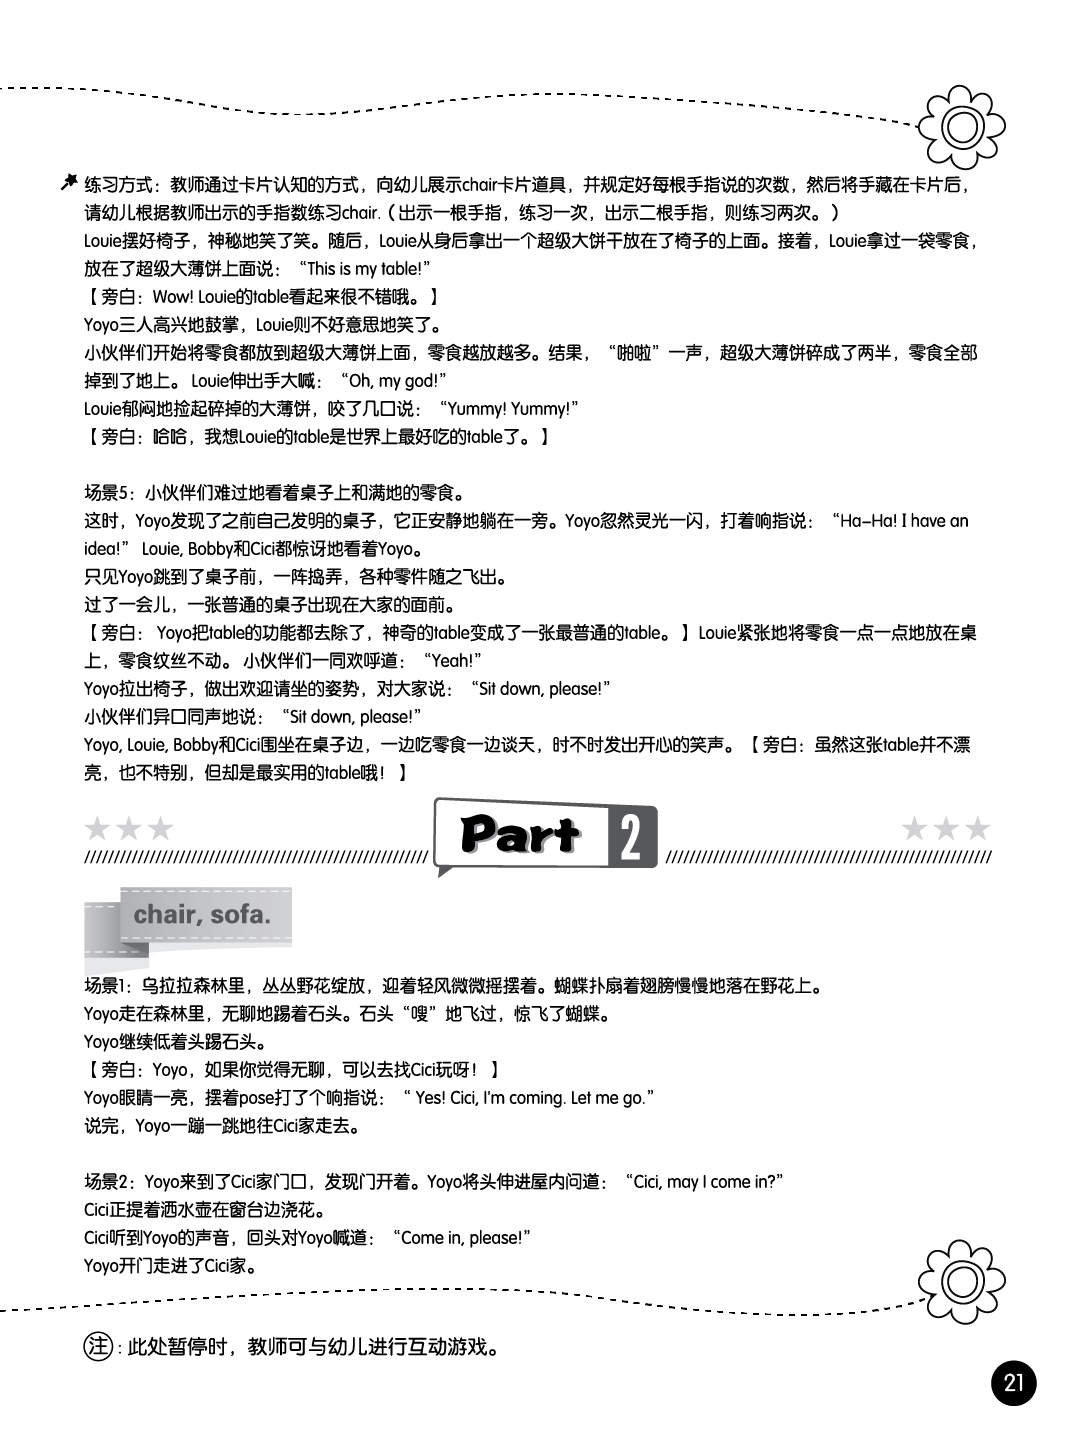 练习方式：教师通过卡片认知的方式，向幼儿展示chair卡片道具，并规定好每根手指说的次数，然后将手藏在卡片后，
请幼儿根据教师出示的手指数练习chair.（出示一根手指，练习一次，出示二根手指，则练习两次。）
Louie摆好椅子，神秘地笑了笑。随后，Louie从身后拿出一个超级大饼干放在了椅子的上面。接着，Louie拿过一袋零食，
放在了超级大薄饼上面说：“This is my table!”
【旁白：Wow! Louie的table看起来很不错哦。】
Yoyo三人高兴地鼓掌，Louie则不好意思地笑了。
小伙伴们开始将零食都放到超级大薄饼上面，零食越放越多。结果，“啪啦”一声，超级大薄饼碎成了两半，零食全部
掉到了地上。Louie伸出手大喊：“Oh, my god!”
Louie郁闷地捡起碎掉的大薄饼，咬了几口说：“Yummy! Yummy!”
【旁白：哈哈，我想Louie的table是世界上最好吃的table了。】
场景5：小伙伴们难过地看着桌子上和满地的零食。
这时，Yoyo发现了之前自己发明的桌子，它正安静地躺在一旁。Yoyo忽然灵光一闪，打着响指说：“Ha-Ha! I have an
idea!” Louie, Bobby和Cici都惊讶地看着Yoyo。
只见Yoyo跳到了桌子前，一阵捣弄，各种零件随之飞出。
过了一会儿，一张普通的桌子出现在大家的面前。
【旁白：Yoyo把table的功能都去除了，神奇的table变成了一张最普通的table。】Louie紧张地将零食一点一点地放在桌
上，零食纹丝不动。小伙伴们一同欢呼道：“Yeah!”
Yoyo拉出椅子，做出欢迎请坐的姿势，对大家说：“Sit down, please!”
小伙伴们异口同声地说：“Sit down, please!”
Yoyo, Louie, Bobby和Cici围坐在桌子边，一边吃零食一边谈天，时不时发出开心的笑声。【旁白：虽然这张table并不漂
亮，也不特别，但却是最实用的table哦！】
Part 2
chair, sofa.
场景1：乌拉拉森林里，丛丛野花绽放，迎着轻风微微摇摆着。蝴蝶扑扇着翅膀慢慢地落在野花上。
Yoyo走在森林里，无聊地踢着石头。石头“嗖”地飞过，惊飞了蝴蝶。
Yoyo继续低着头踢石头。
【旁白：Yoyo，如果你觉得无聊，可以去找Cici玩呀！】
Yoyo眼睛一亮，摆着pose打了个响指说：“ Yes! Cici, I'm coming. Let me go.”
说完，Yoyo一蹦一跳地往Cici家走去。
场景2：Yoyo来到了Cici家门口，发现门开着。Yoyo将头伸进屋内问道：“Cici, may I come in?”
Cici正提着洒水壶在窗台边浇花。
Cici听到Yoyo的声音，回头对Yoyo喊道：“Come in, please!”
Yoyo开门走进了Cici家。
注：此处暂停时，教师可与幼儿进行互动游戏。
21